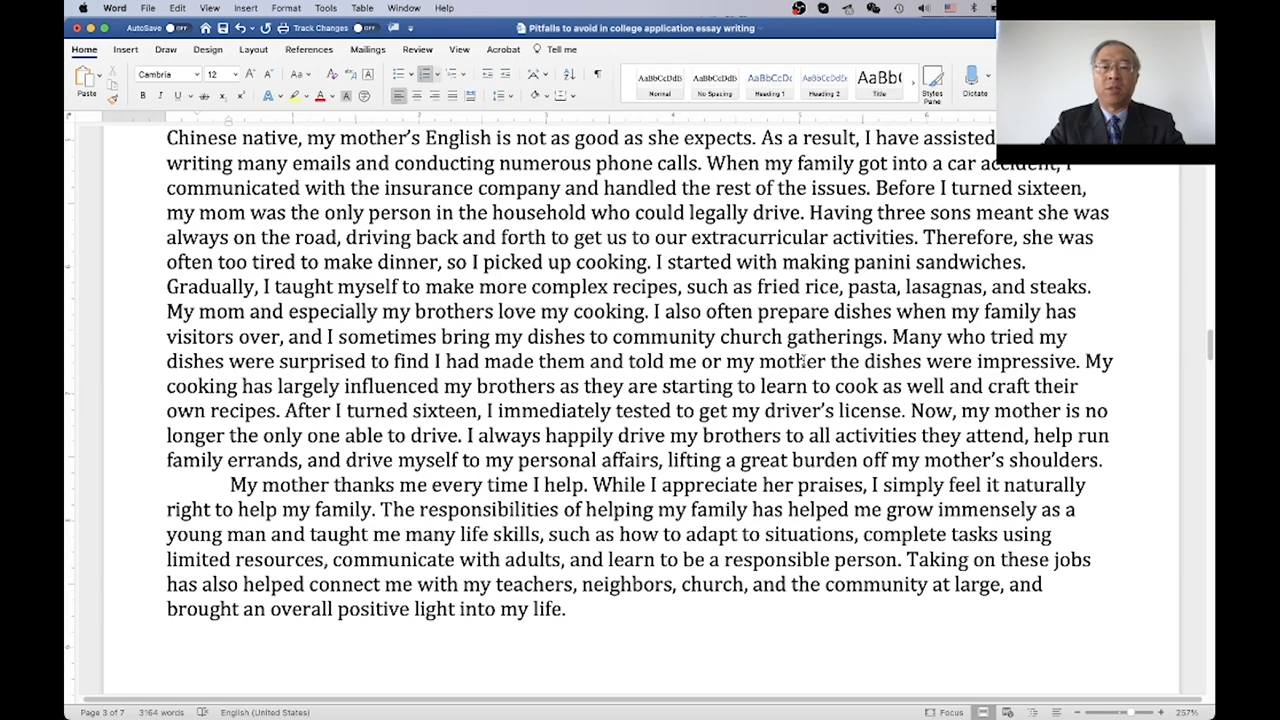 Word File Edit View Insert Format Tools Table Window Help
AutoSave OFF Track Changes OFF Pitfalls to avoid in college application essay writing
Home Insert Draw Design Layout References Mailings Review View Acrobat Tell me
Paste Cambria 12 AaBbCcDdE AaBbCcDdE AaBbCcDc AaBbCcDdE AaBb(
Normal No Spacing Heading 1 Heading 2 Title Styles Pane Dictate
Chinese native, my mother's English is not as good as she expects. As a result, I have assisted
writing many emails and conducting numerous phone calls. When my family got into a car accident, I
communicated with the insurance company and handled the rest of the issues. Before I turned sixteen,
my mom was the only person in the household who could legally drive. Having three sons meant she was
always on the road, driving back and forth to get us to our extracurricular activities. Therefore, she was
often too tired to make dinner, so I picked up cooking. I started with making panini sandwiches.
Gradually, I taught myself to make more complex recipes, such as fried rice, pasta, lasagnas, and steaks.
My mom and especially my brothers love my cooking. I also often prepare dishes when my family has
visitors over, and I sometimes bring my dishes to community church gatherings. Many who tried my
dishes were surprised to find I had made them and told me or my mother the dishes were impressive. My
cooking has largely influenced my brothers as they are starting to learn to cook as well and craft their
own recipes. After I turned sixteen, I immediately tested to get my driver's license. Now, my mother is no
longer the only one able to drive. I always happily drive my brothers to all activities they attend, help run
family errands, and drive myself to my personal affairs, lifting a great burden off my mother's shoulders.
My mother thanks me every time I help. While I appreciate her praises, I simply feel it naturally
right to help my family. The responsibilities of helping my family has helped me grow immensely as a
young man and taught me many life skills, such as how to adapt to situations, complete tasks using
limited resources, communicate with adults, and learn to be a responsible person. Taking on these jobs
has also helped connect me with my teachers, neighbors, church, and the community at large, and
brought an overall positive light into my life.
Page 3 of 7 3164 words English (United States) Focus 257%